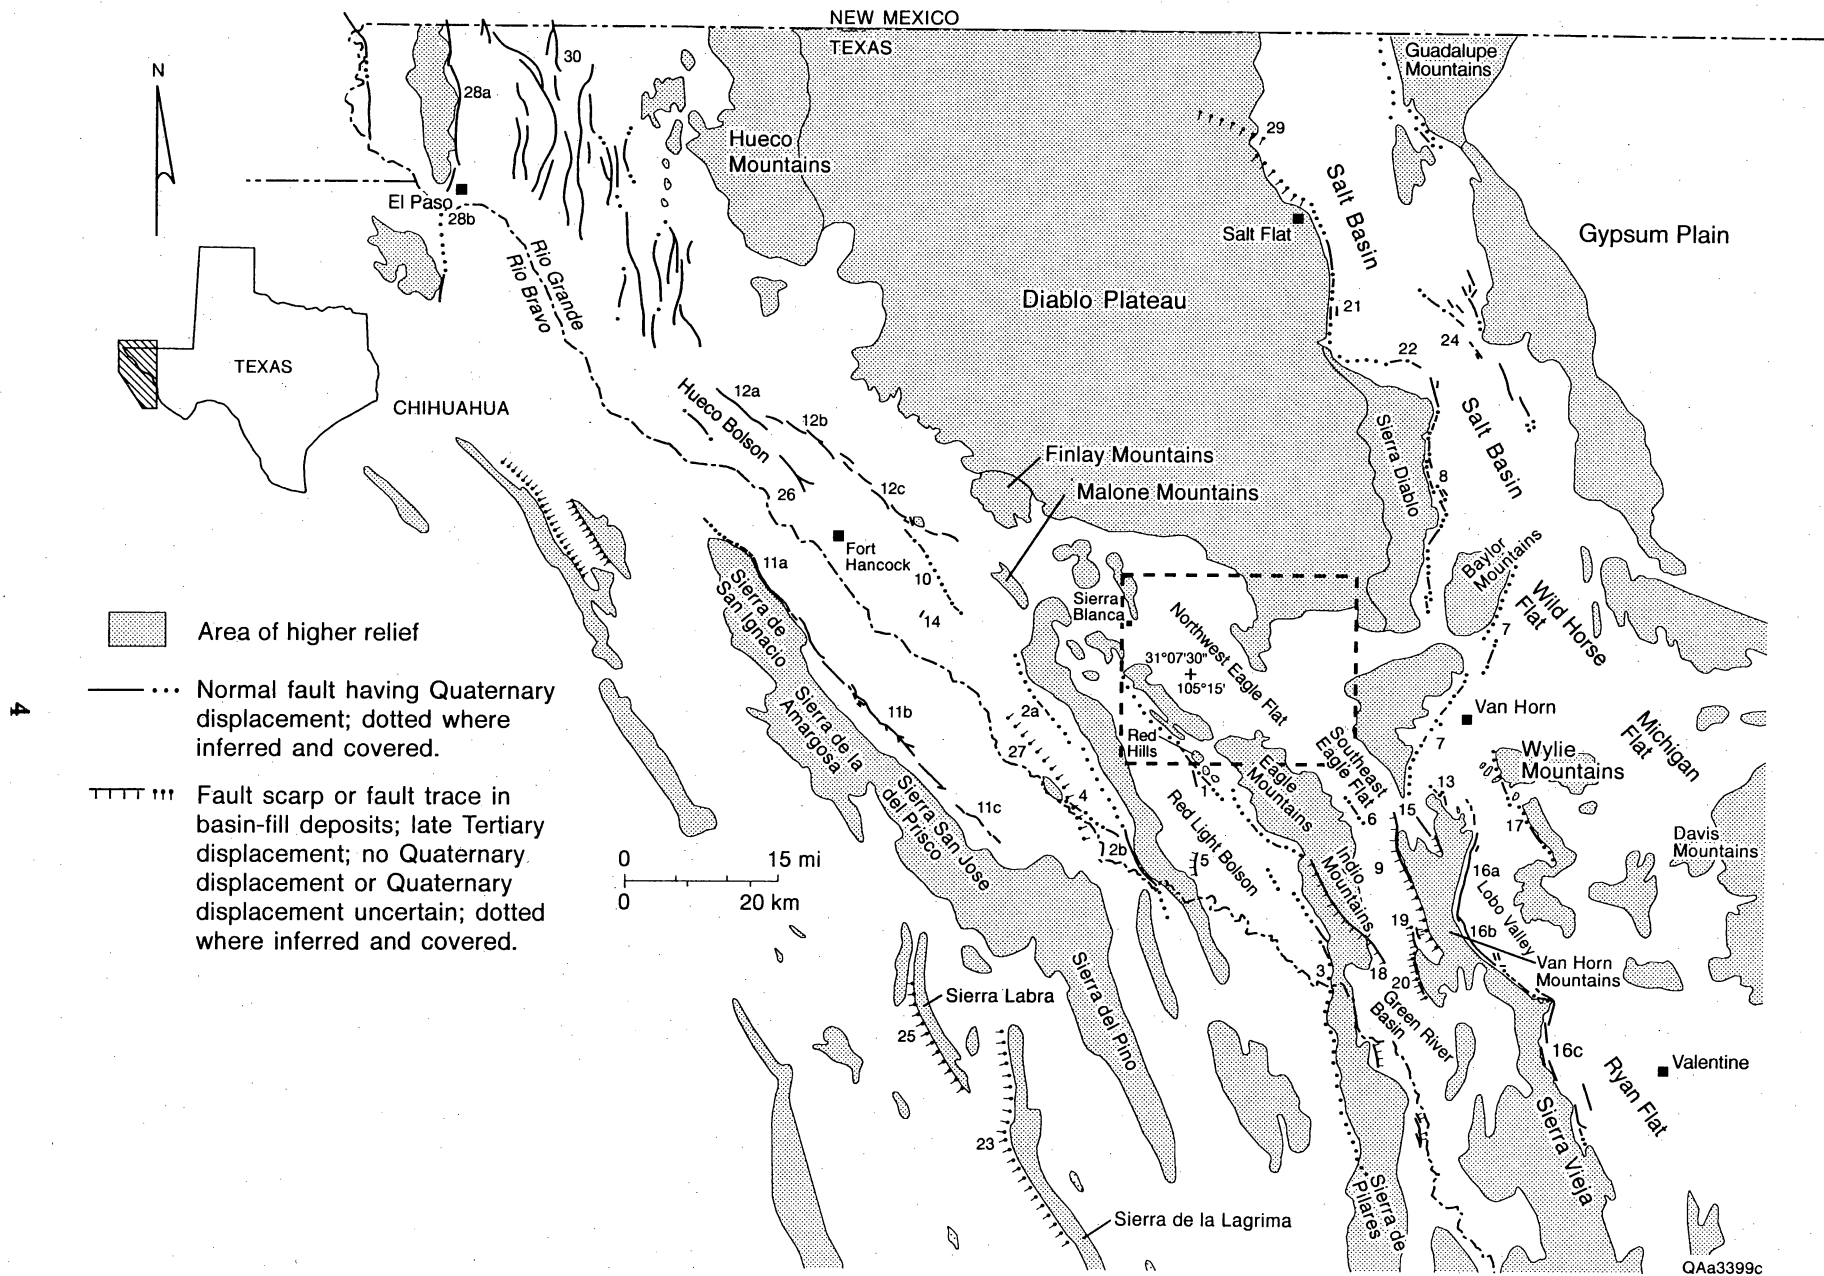 NEW MEXICO
TEXAS
Guadalupe
Mountains
N
30
28a
29
Hueco
Mountains
El Paso
28b
Salt Basin
Salt Flat
Gypsum Plain
Rio Grande
Rio Bravo
Diablo Plateau
21
24
22
TEXAS
CHIHUAHUA
Hueco Bolson
12a
12b
12c
26
Salt Basin
Sierra Diablo
8
Finlay Mountains
Malone Mountains
Fort
Hancock
10
14
11a
Sierra de
San Ignacio
Baylor
Mountains
Wild Horse
Flat
7
Sierra
Blanca
Northwest Eagle Flat
31°07'30"
+
105°15'
Area of higher relief
Normal fault having Quaternary
displacement; dotted where
inferred and covered.
4
Sierra de la
Amargosa
11b
2a
27
Red
Hills
Southeast
Eagle Flat
Van Horn
7
Michigan
Flat
Wylie
Mountains
Eagle
Mountains
1
4
13
15
6
17
Fault scarp or fault trace in
basin-fill deposits; late Tertiary
displacement; no Quaternary
displacement or Quaternary
displacement uncertain; dotted
where inferred and covered.
Sierra San Jose
del Prisco
11c
0 15 mi
0 20 km
2b
5
Red Light Bolson
Indio
Mountains
9
16a
Lobo Valley
Davis
Mountains
19
16b
Van Horn
Mountains
3
18
20
Sierra Labra
25
Sierra del Pino
Green River
Basin
16c
Valentine
Ryan Flat
23
Sierra Vieja
Sierra de la Lagrima
Sierra de
Pilares
QAa3399c